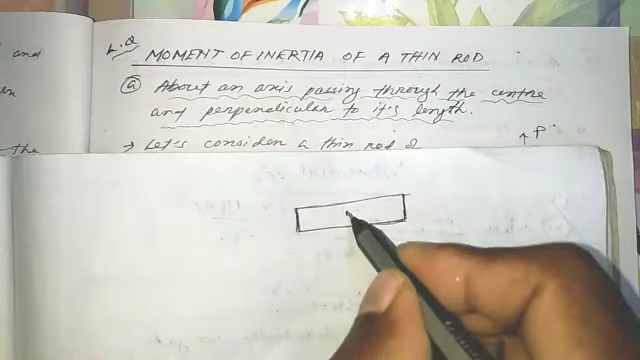 and
L.Q
MOMENT OF INERTIA OF A THIN ROD
(a) About an axis passing through the centre
and perpendicular to it's length.
→ Let's consider a thin rod of
↑ P
the